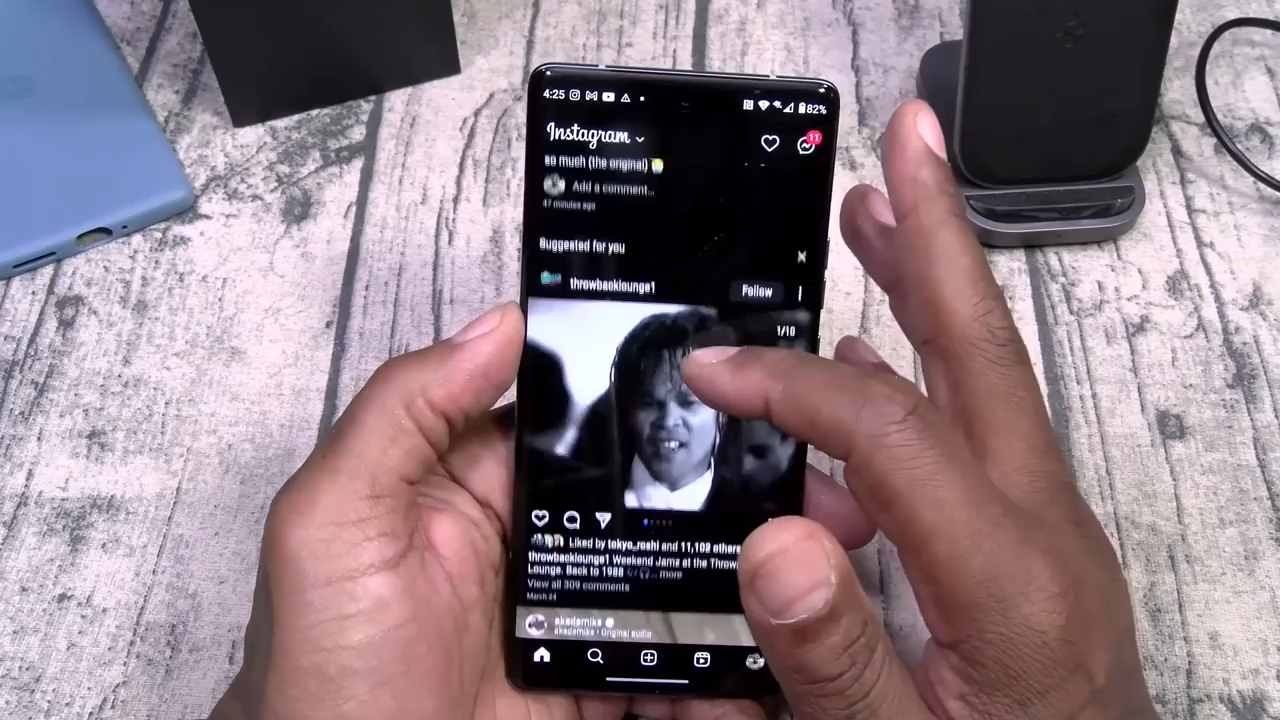 4:25
82%
Instagram
11
so much (the original)
Add a comment...
47 minutes ago
Suggested for you
throwbacklounge1
Follow
1/10
Liked by tokyo_roshi and 11,102 others
throwbacklounge1 Weekend Jamz at the Throw
Lounge. Back to 1988 ... more
View all 309 comments
March 24
akademiks
akademiks • Original audio